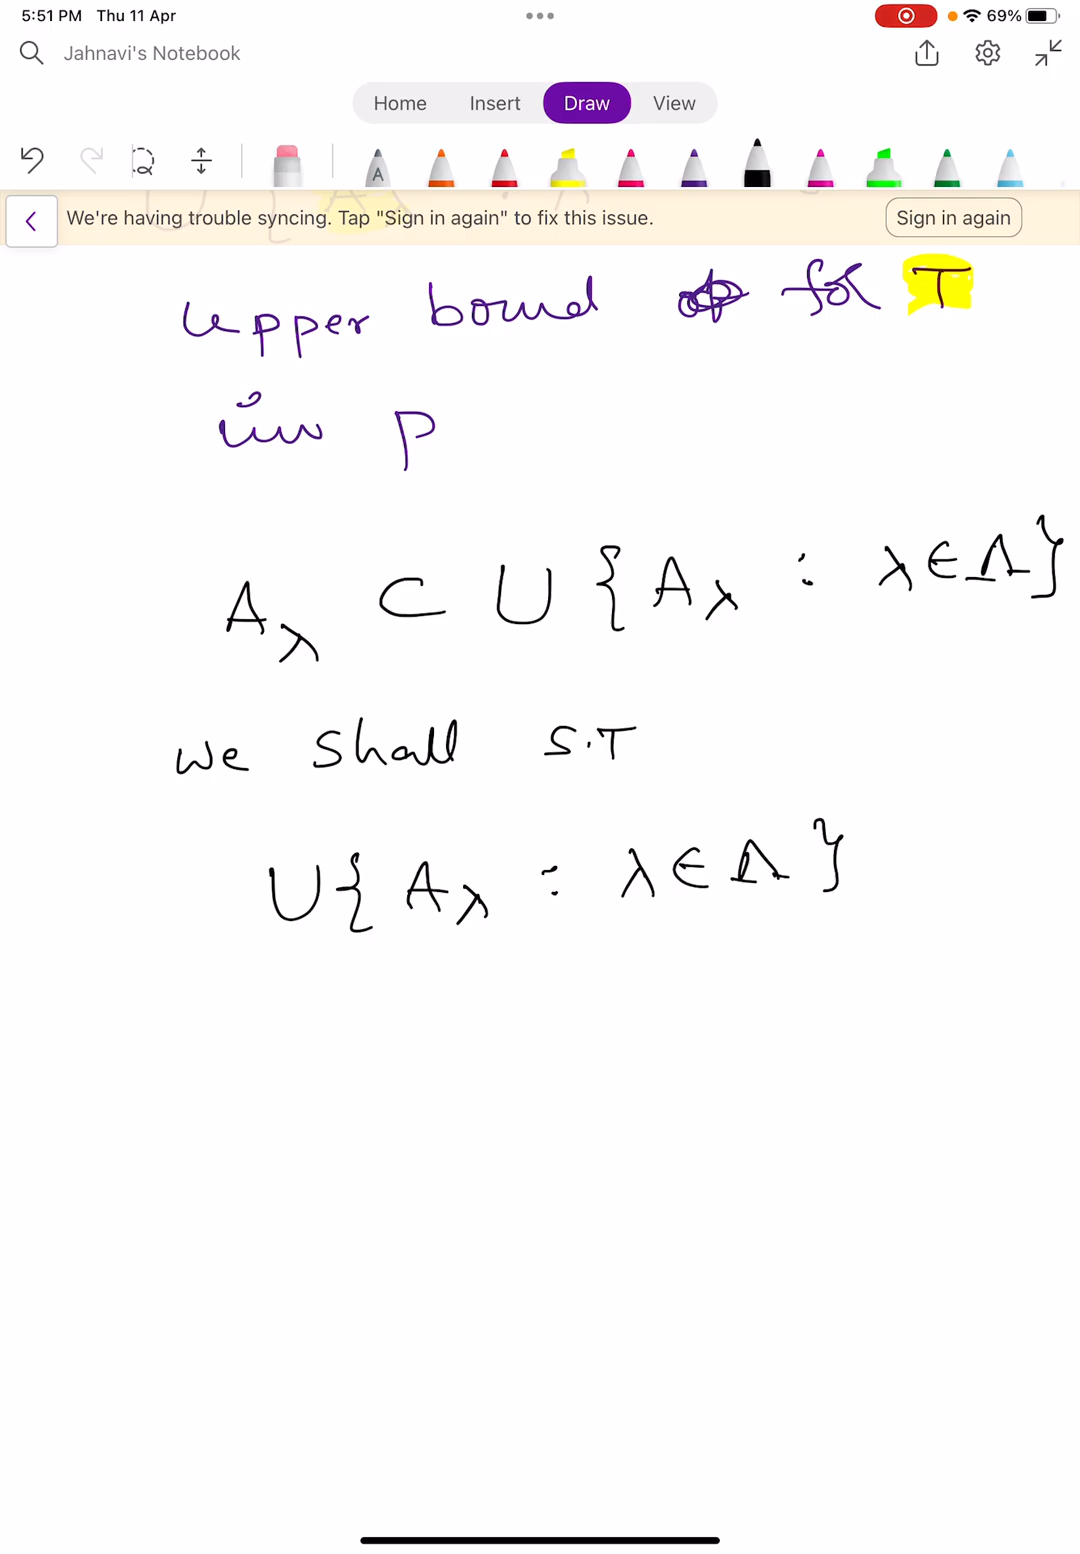 5:51 PM Thu 11 Apr
69%
Jahnavi's Notebook
Home Insert Draw View
A
We're having trouble syncing. Tap "Sign in again" to fix this issue. Sign in again
upper bound for T
in P
Aλ ⊂ ∪ {Aλ : λ∈Λ}
we shall S.T
∪{Aλ : λ∈Λ}